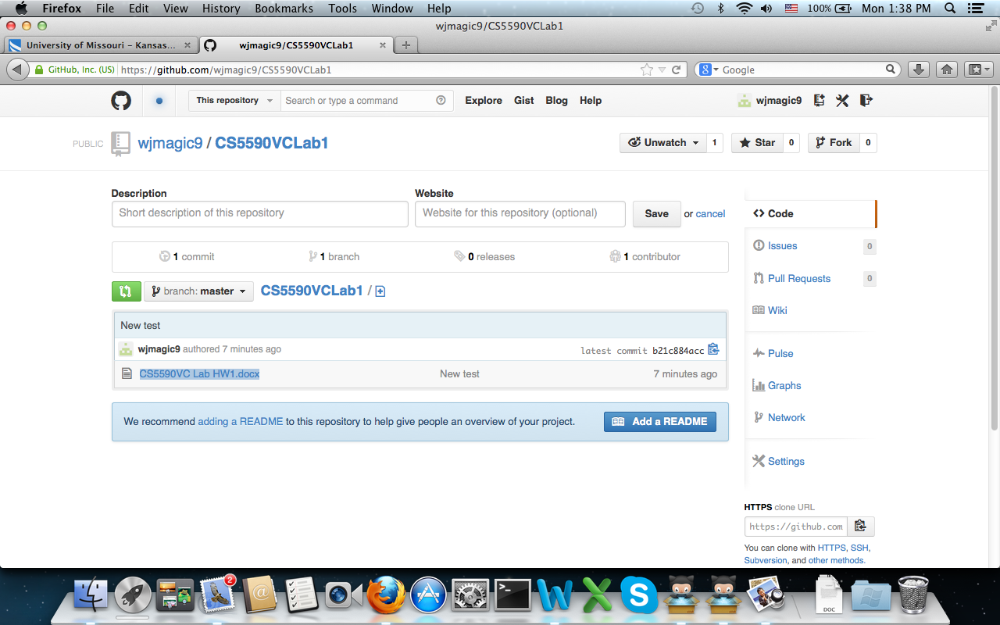 Firefox File Edit View History Bookmarks Tools Window Help 100% Mon 1:38 PM
wjmagic9/CS5590VCLab1
University of Missouri – Kansas... wjmagic9/CS5590VCLab1
GitHub, Inc. (US) https://github.com/wjmagic9/CS5590VCLab1 8 Google
This repository Search or type a command Explore Gist Blog Help wjmagic9
PUBLIC wjmagic9 / CS5590VCLab1 Unwatch 1 Star 0 Fork 0
Description Website
Short description of this repository Website for this repository (optional) Save or cancel
1 commit 1 branch 0 releases 1 contributor
branch: master CS5590VCLab1 /
New test
wjmagic9 authored 7 minutes ago latest commit b21c884acc
CS5590VC Lab HW1.docx New test 7 minutes ago
We recommend adding a README to this repository to help give people an overview of your project. Add a README
Code
Issues 0
Pull Requests 0
Wiki
Pulse
Graphs
Network
Settings
HTTPS clone URL
https://github.com
You can clone with HTTPS, SSH,
Subversion, and other methods.
2
DOC